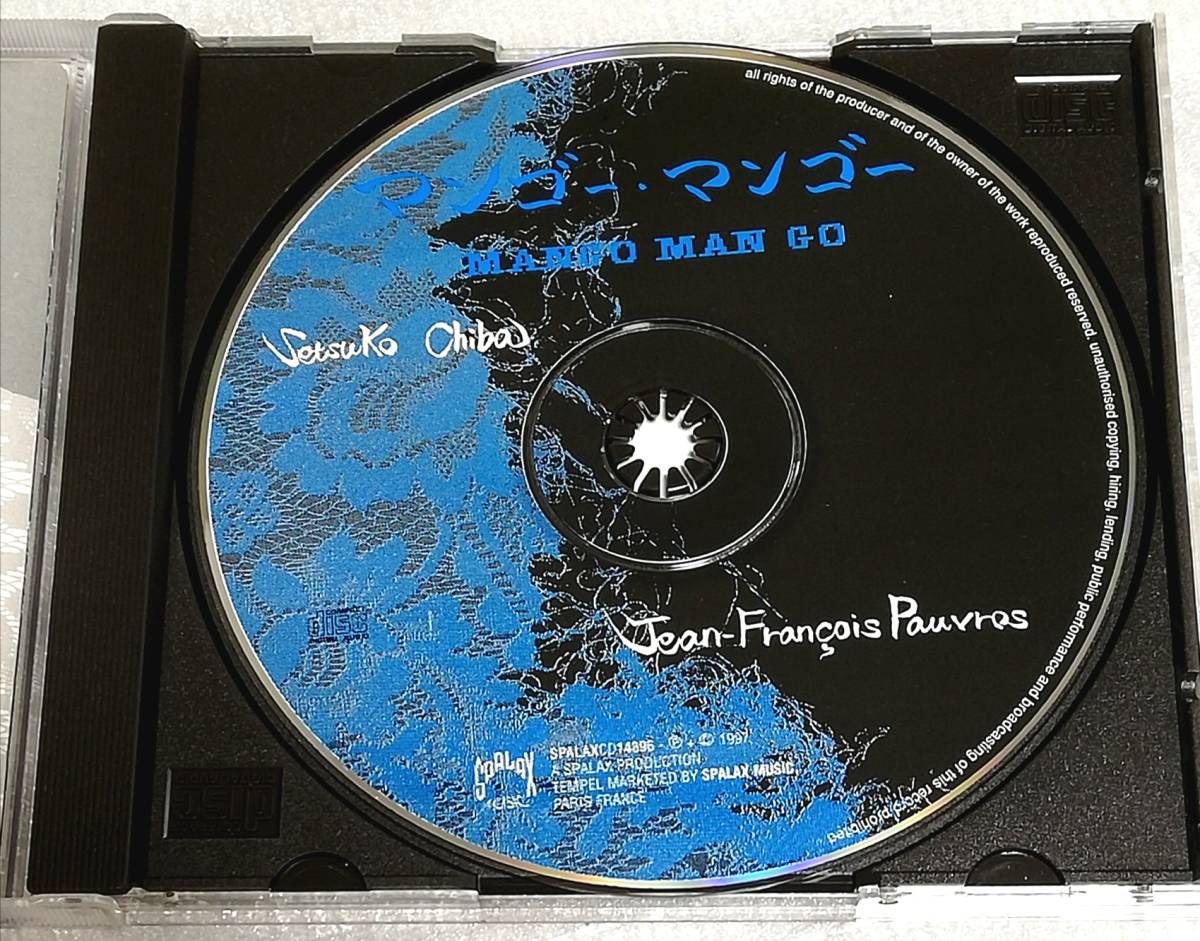 all rights of the producer and of the owner of the work reproduced reserved. unauthorised copying, hiring, lending, public performance and broadcasting of this record prohibited
マンゴー・マンゴー
MANGO MAN GO
Setsuko Chiba
Jean-François Pauvros
disc
disc
SPALAX
SPALAXCD14896 - ℗ + © 1997
A SPALAX PRODUCTION
TEMPEL MARKETED BY SPALAX MUSIC
PARIS FRANCE
disc